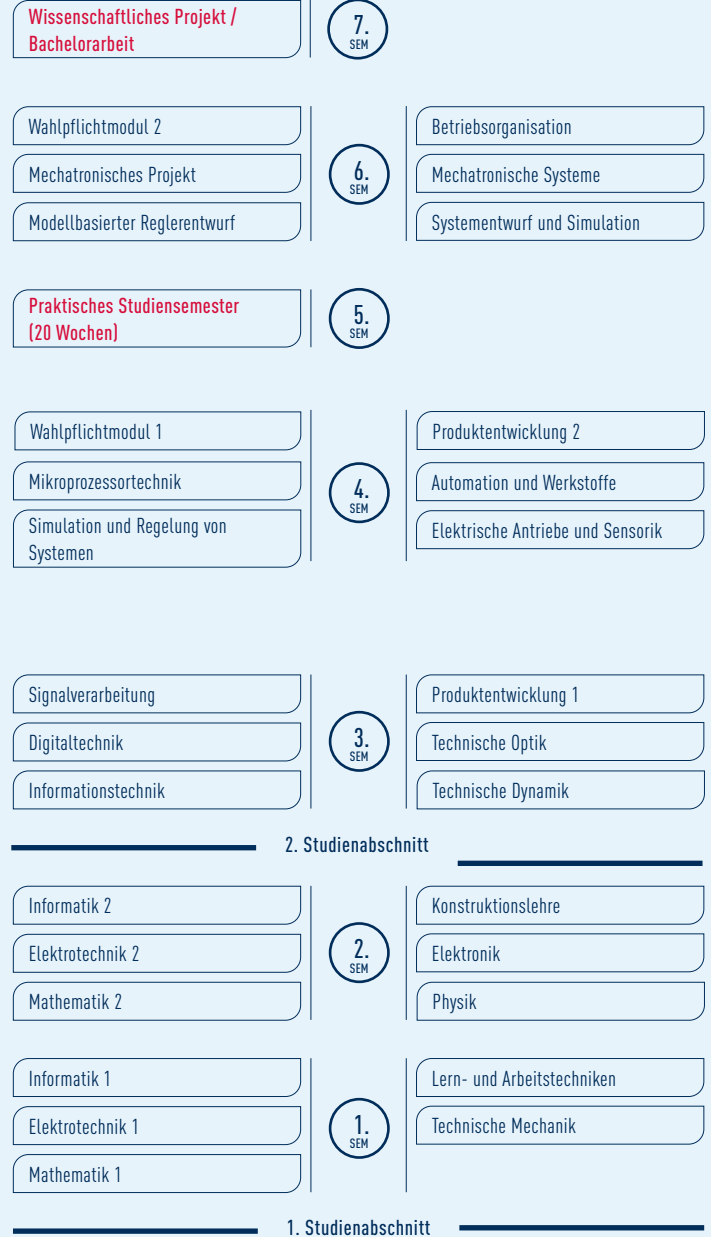 Wissenschaftliches Projekt /
Bachelorarbeit
7.
SEM
Wahlpflichtmodul 2
Mechatronisches Projekt
Modellbasierter Reglerentwurf
6.
SEM
Betriebsorganisation
Mechatronische Systeme
Systementwurf und Simulation
Praktisches Studiensemester
(20 Wochen)
5.
SEM
Wahlpflichtmodul 1
Mikroprozessortechnik
Simulation und Regelung von
Systemen
4.
SEM
Produktentwicklung 2
Automation und Werkstoffe
Elektrische Antriebe und Sensorik
Signalverarbeitung
Digitaltechnik
Informationstechnik
3.
SEM
Produktentwicklung 1
Technische Optik
Technische Dynamik
2. Studienabschnitt
Informatik 2
Elektrotechnik 2
Mathematik 2
2.
SEM
Konstruktionslehre
Elektronik
Physik
Informatik 1
Elektrotechnik 1
Mathematik 1
1.
SEM
Lern- und Arbeitstechniken
Technische Mechanik
1. Studienabschnitt